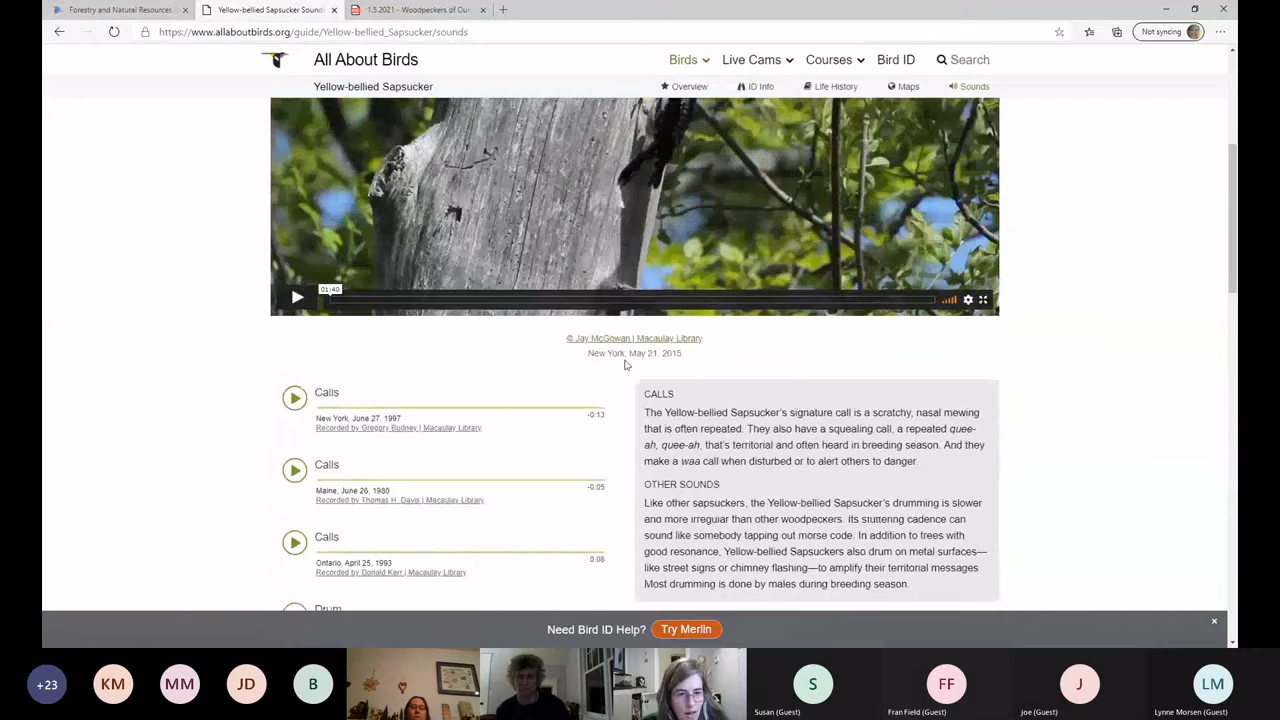 Forestry and Natural Resources
Yellow-bellied Sapsucker Sound
1.5.2021 - Woodpeckers of Our
https://www.allaboutbirds.org/guide/Yellow-bellied_Sapsucker/sounds
Not syncing
All About Birds
Birds
Live Cams
Courses
Bird ID
Search
Yellow-bellied Sapsucker
Overview
ID Info
Life History
Maps
Sounds
01:40
© Jay McGowan | Macaulay Library
New York, May 21, 2015
Calls
-0:13
New York, June 27, 1997
Recorded by Gregory Budney | Macaulay Library
Calls
-0:05
Maine, June 26, 1980
Recorded by Thomas H. Davis | Macaulay Library
Calls
0:08
Ontario, April 25, 1993
Recorded by Donald Kerr | Macaulay Library
Drum
CALLS
The Yellow-bellied Sapsucker's signature call is a scratchy, nasal mewing
that is often repeated. They also have a squealing call, a repeated quee-
ah, quee-ah, that's territorial and often heard in breeding season. And they
make a waa call when disturbed or to alert others to danger.
OTHER SOUNDS
Like other sapsuckers, the Yellow-bellied Sapsucker's drumming is slower
and more irregular than other woodpeckers. Its stuttering cadence can
sound like somebody tapping out morse code. In addition to trees with
good resonance, Yellow-bellied Sapsuckers also drum on metal surfaces—
like street signs or chimney flashing—to amplify their territorial messages
Most drumming is done by males during breeding season.
Need Bird ID Help?
Try Merlin
+23
KM
MM
JD
B
S
Susan (Guest)
FF
Fran Field (Guest)
J
joe (Guest)
LM
Lynne Morsen (Guest)